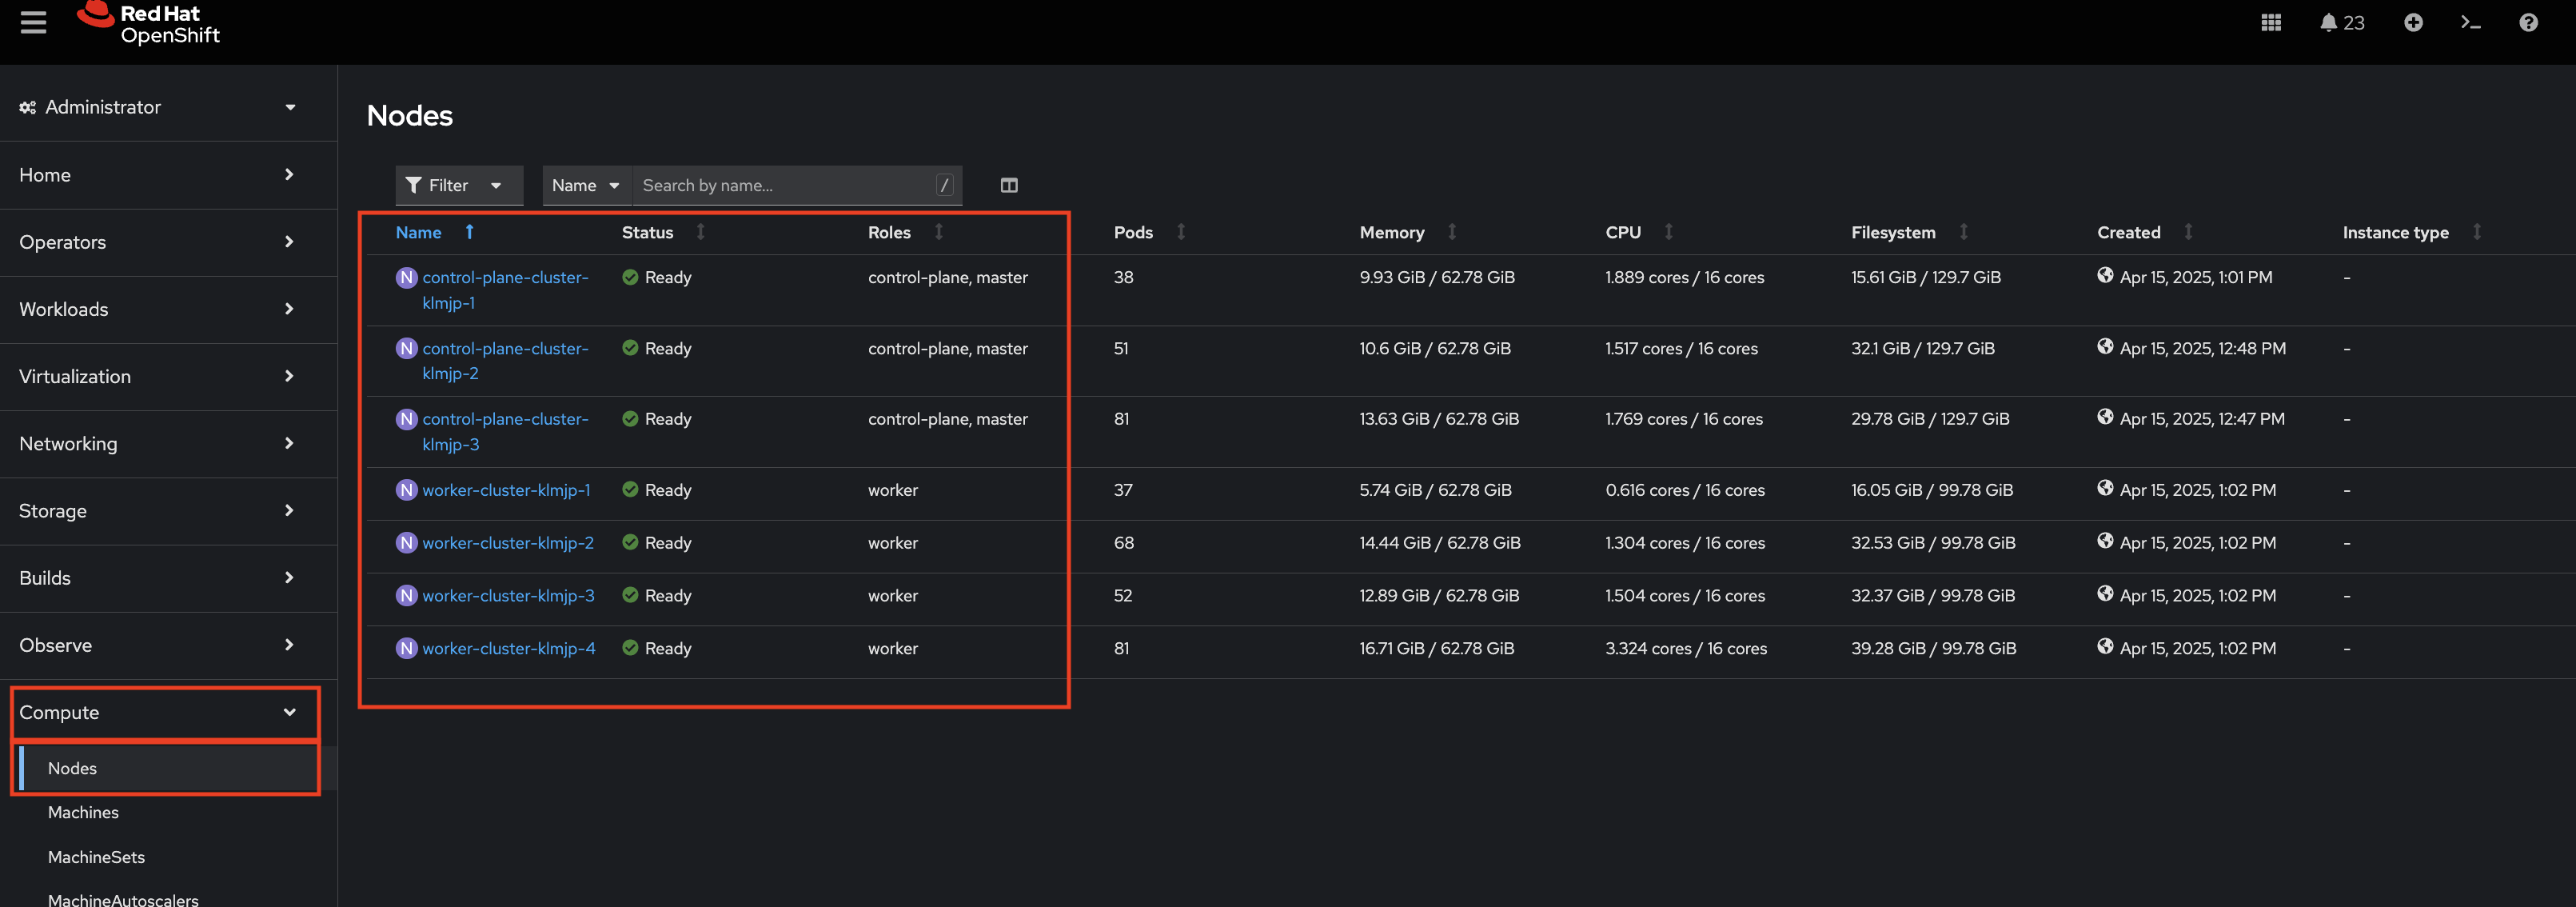 Red Hat
OpenShift
23
Administrator
Home
Operators
Workloads
Virtualization
Networking
Storage
Builds
Observe
Compute
Nodes
Machines
MachineSets
MachineAutoscalers
Nodes
Filter Name Search by name... /
Name Status Roles Pods Memory CPU Filesystem Created Instance type
N control-plane-cluster- Ready control-plane, master 38 9.93 GiB / 62.78 GiB 1.889 cores / 16 cores 15.61 GiB / 129.7 GiB Apr 15, 2025, 1:01 PM -
klmjp-1
N control-plane-cluster- Ready control-plane, master 51 10.6 GiB / 62.78 GiB 1.517 cores / 16 cores 32.1 GiB / 129.7 GiB Apr 15, 2025, 12:48 PM -
klmjp-2
N control-plane-cluster- Ready control-plane, master 81 13.63 GiB / 62.78 GiB 1.769 cores / 16 cores 29.78 GiB / 129.7 GiB Apr 15, 2025, 12:47 PM -
klmjp-3
N worker-cluster-klmjp-1 Ready worker 37 5.74 GiB / 62.78 GiB 0.616 cores / 16 cores 16.05 GiB / 99.78 GiB Apr 15, 2025, 1:02 PM -
N worker-cluster-klmjp-2 Ready worker 68 14.44 GiB / 62.78 GiB 1.304 cores / 16 cores 32.53 GiB / 99.78 GiB Apr 15, 2025, 1:02 PM -
N worker-cluster-klmjp-3 Ready worker 52 12.89 GiB / 62.78 GiB 1.504 cores / 16 cores 32.37 GiB / 99.78 GiB Apr 15, 2025, 1:02 PM -
N worker-cluster-klmjp-4 Ready worker 81 16.71 GiB / 62.78 GiB 3.324 cores / 16 cores 39.28 GiB / 99.78 GiB Apr 15, 2025, 1:02 PM -